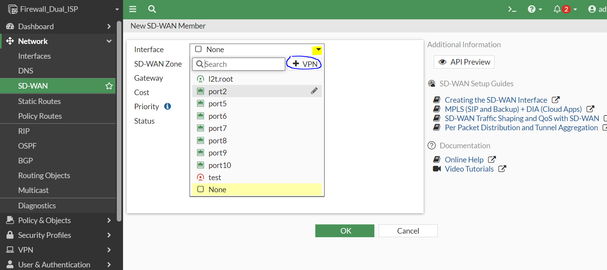 Firewall_Dual_ISP
2
ad
Dashboard
Network
Interfaces
DNS
SD-WAN
Static Routes
Policy Routes
RIP
OSPF
BGP
Routing Objects
Multicast
Diagnostics
Policy & Objects
Security Profiles
VPN
User & Authentication
New SD-WAN Member
Interface
None
SD-WAN Zone
Search
+ VPN
Gateway
Cost
Priority
Status
l2t.root
port2
port5
port6
port7
port8
port9
port10
test
None
OK
Cancel
Additional Information
API Preview
SD-WAN Setup Guides
Creating the SD-WAN Interface
MPLS (SIP and Backup) + DIA (Cloud Apps)
SD-WAN Traffic Shaping and QoS with SD-WAN
Per Packet Distribution and Tunnel Aggregation
Documentation
Online Help
Video Tutorials